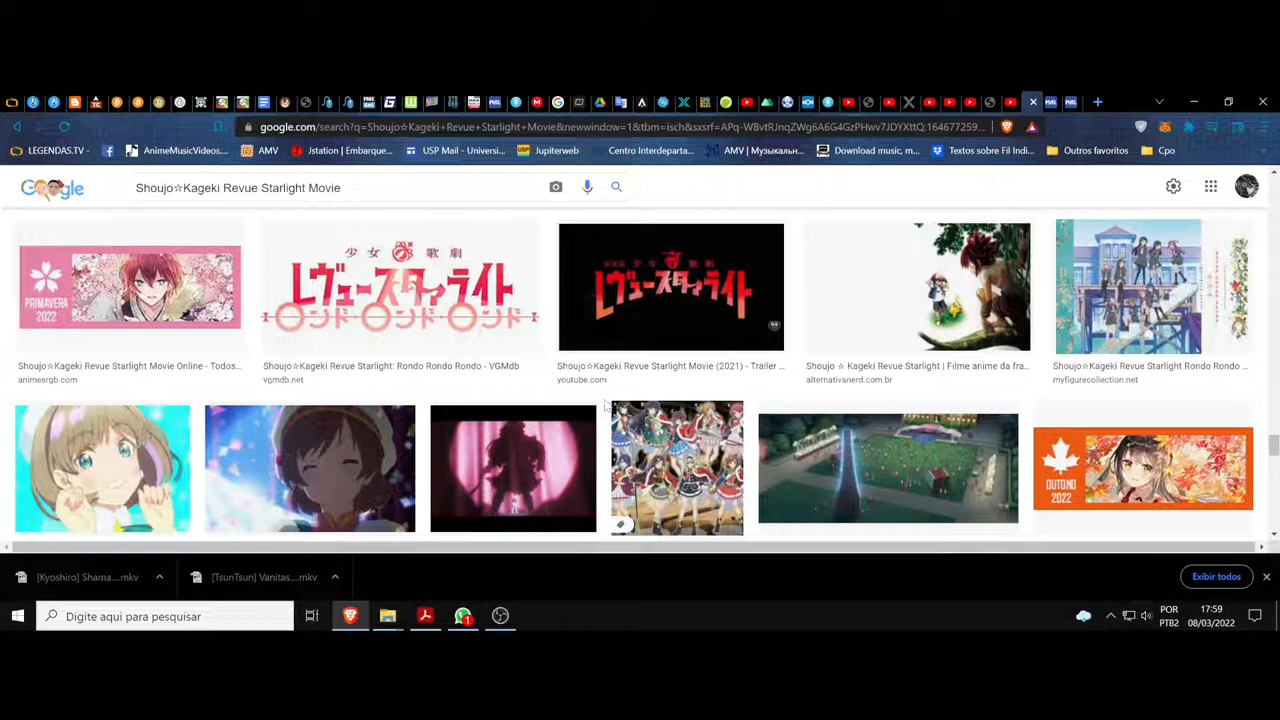 google.com/search?q=Shoujo☆Kageki+Revue+Starlight+Movie&newwindow=1&tbm=isch&sxsrf=APq-WBvtRJnqZWg6A6G4GzPHwv7JDYXttQ:164677259...
LEGENDAS.TV -
AnimeMusicVideos...
AMV
Jstation | Embarque...
USP Mail - Universi...
Jupiterweb
Centro Interdeparta...
AMV | Музыкальн...
Download music, m...
Textos sobre Fil Indi...
Outros favoritos
Cpo
Google
Shoujo☆Kageki Revue Starlight Movie
PRIMAVERA
2022
少女 歌劇
レヴュースタァライト
ロンド・ロンド・ロンド
少女 歌劇
レヴュースタァライト
Shoujo☆Kageki Revue Starlight Movie Online - Todos...
animesrgb.com
Shoujo☆Kageki Revue Starlight: Rondo Rondo Rondo - VGMdb
vgmdb.net
Shoujo☆Kageki Revue Starlight Movie (2021) - Trailer ...
youtube.com
Shoujo ☆ Kageki Revue Starlight | Filme anime da fra...
alternativanerd.com.br
Shoujo☆Kageki Revue Starlight Rondo Rondo ...
myfigurecollection.net
OUTONO
2022
[Kyoshiro] Shama....mkv
[TsunTsun] Vanitas....mkv
Exibir todos
Digite aqui para pesquisar
1
POR
PTB2
17:59
08/03/2022